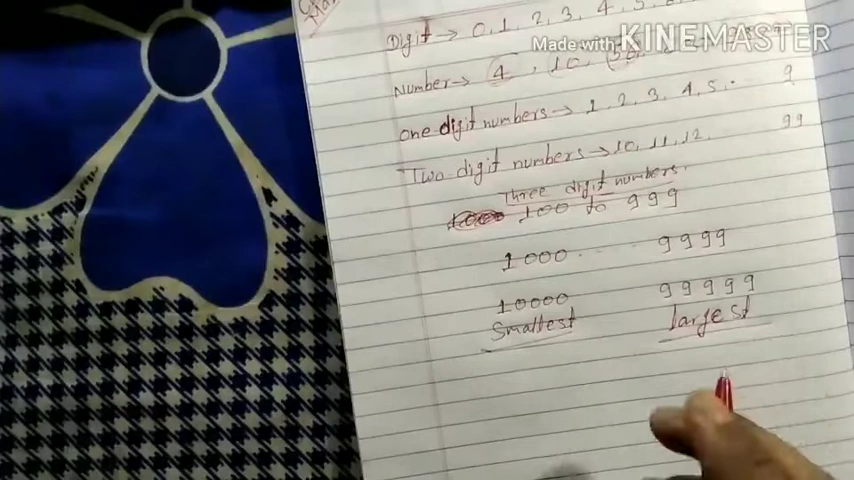 Digit → 0, 1, 2, 3, 4, 5,
Made with KINEMASTER
Number → 4, 10,
one digit numbers → 1, 2, 3, 4, 5, .. 9
Two digit numbers → 10, 11, 12, 99
Three digit numbers.
100 to 999
1000 ..... 9999
10000 99999
Smallest largest